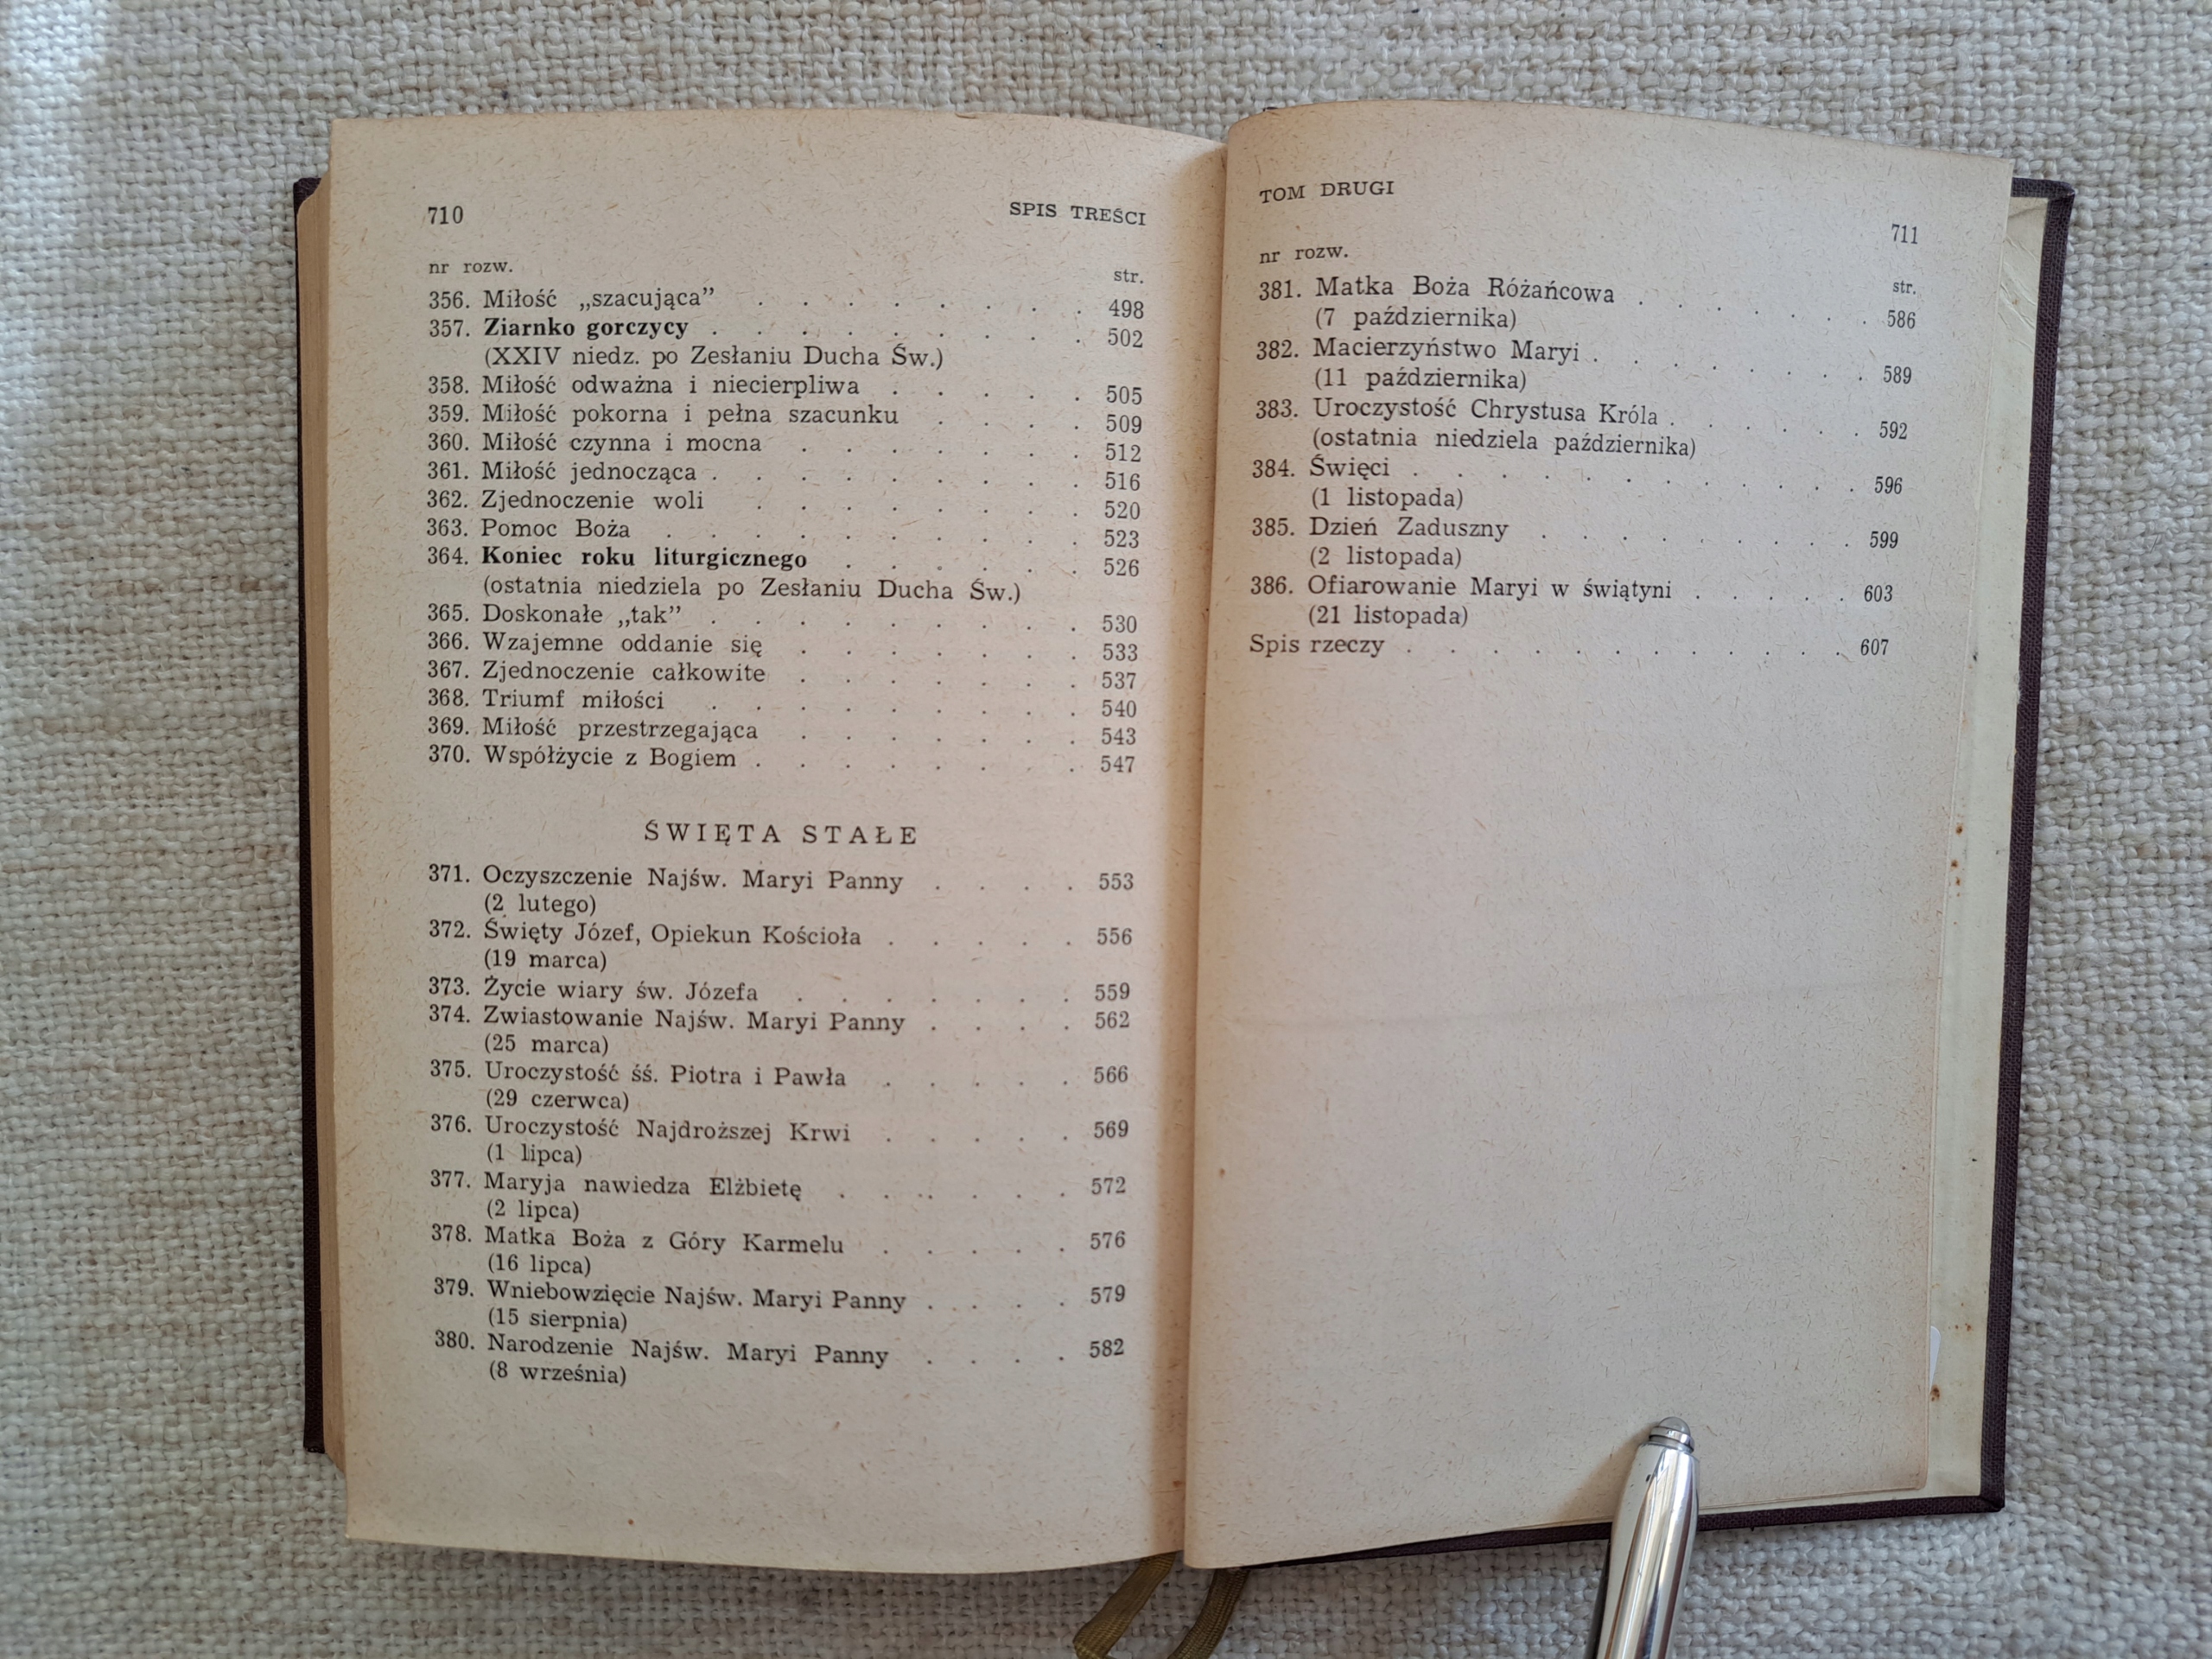 710 SPIS TREŚCI
nr rozw. str.
356. Miłość „szacująca” . . . . . . . . 498
357. Ziarnko gorczycy . . . . . . . . . 502
(XXIV niedz. po Zesłaniu Ducha Św.)
358. Miłość odważna i niecierpliwa . . . . . 505
359. Miłość pokorna i pełna szacunku . . . . 509
360. Miłość czynna i mocna . . . . . . . 512
361. Miłość jednocząca . . . . . . . . . 516
362. Zjednoczenie woli . . . . . . . . 520
363. Pomoc Boża . . . . . . . . . . 523
364. Koniec roku liturgicznego . . . . . . 526
(ostatnia niedziela po Zesłaniu Ducha Św.)
365. Doskonałe „tak” . . . . . . . . . 530
366. Wzajemne oddanie się . . . . . . . 533
367. Zjednoczenie całkowite . . . . . . . 537
368. Triumf miłości . . . . . . . . . 540
369. Miłość przestrzegająca . . . . . . . 543
370. Współżycie z Bogiem . . . . . . . . 547
ŚWIĘTA STAŁE
371. Oczyszczenie Najśw. Maryi Panny . . . . 553
(2 lutego)
372. Święty Józef, Opiekun Kościoła . . . . . 556
(19 marca)
373. Życie wiary św. Józefa . . . . . . . 559
374. Zwiastowanie Najśw. Maryi Panny . . . . 562
(25 marca)
375. Uroczystość śś. Piotra i Pawła . . . . . 566
(29 czerwca)
376. Uroczystość Najdroższej Krwi . . . . . 569
(1 lipca)
377. Maryja nawiedza Elżbietę . . . . . . 572
(2 lipca)
378. Matka Boża z Góry Karmelu . . . . . 576
(16 lipca)
379. Wniebowzięcie Najśw. Maryi Panny . . . . 579
(15 sierpnia)
380. Narodzenie Najśw. Maryi Panny . . . . 582
(8 września)
TOM DRUGI 711
nr rozw. str.
381. Matka Boża Różańcowa . . . . . . . 586
(7 października)
382. Macierzyństwo Maryi . . . . . . . . 589
(11 października)
383. Uroczystość Chrystusa Króla . . . . . . 592
(ostatnia niedziela października)
384. Święci . . . . . . . . . . . 596
(1 listopada)
385. Dzień Zaduszny . . . . . . . . . 599
(2 listopada)
386. Ofiarowanie Maryi w świątyni . . . . . 603
(21 listopada)
Spis rzeczy . . . . . . . . . . . 607